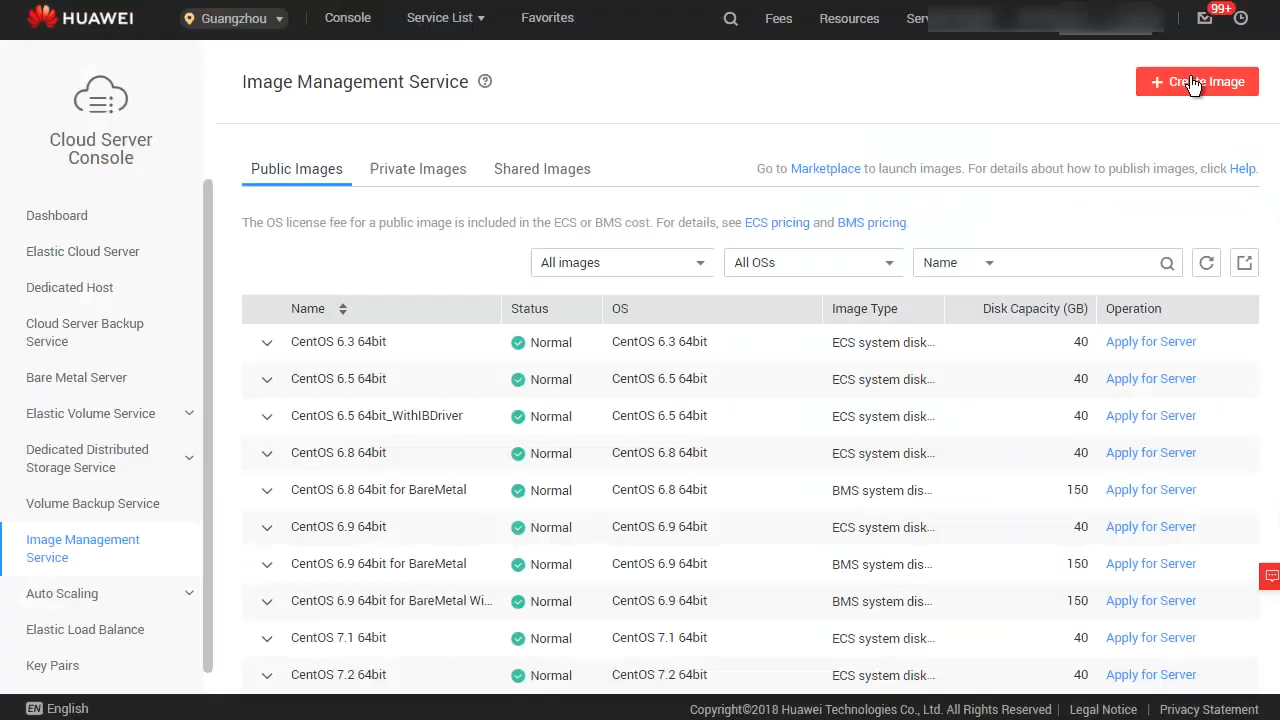 HUAWEI Guangzhou Console Service List Favorites Fees Resources 99+
Image Management Service
Create Image
Cloud Server
Console
Public Images Private Images Shared Images Go to Marketplace to launch images. For details about how to publish images, click Help.
Dashboard
The OS license fee for a public image is included in the ECS or BMS cost. For details, see ECS pricing and BMS pricing.
Elastic Cloud Server
All images All OSs Name
Dedicated Host
Cloud Server Backup
Service
Bare Metal Server
Elastic Volume Service
Dedicated Distributed
Storage Service
Volume Backup Service
Image Management
Service
Auto Scaling
Elastic Load Balance
Key Pairs
Name Status OS Image Type Disk Capacity (GB) Operation
CentOS 6.3 64bit Normal CentOS 6.3 64bit ECS system disk... 40 Apply for Server
CentOS 6.5 64bit Normal CentOS 6.5 64bit ECS system disk... 40 Apply for Server
CentOS 6.5 64bit_WithIBDriver Normal CentOS 6.5 64bit ECS system disk... 40 Apply for Server
CentOS 6.8 64bit Normal CentOS 6.8 64bit ECS system disk... 40 Apply for Server
CentOS 6.8 64bit for BareMetal Normal CentOS 6.8 64bit BMS system dis... 150 Apply for Server
CentOS 6.9 64bit Normal CentOS 6.9 64bit ECS system disk... 40 Apply for Server
CentOS 6.9 64bit for BareMetal Normal CentOS 6.9 64bit BMS system dis... 150 Apply for Server
CentOS 6.9 64bit for BareMetal Wi... Normal CentOS 6.9 64bit BMS system dis... 150 Apply for Server
CentOS 7.1 64bit Normal CentOS 7.1 64bit ECS system disk... 40 Apply for Server
CentOS 7.2 64bit Normal CentOS 7.2 64bit ECS system disk... 40 Apply for Server
EN English Copyright©2018 Huawei Technologies Co., Ltd. All Rights Reserved | Legal Notice | Privacy Statement